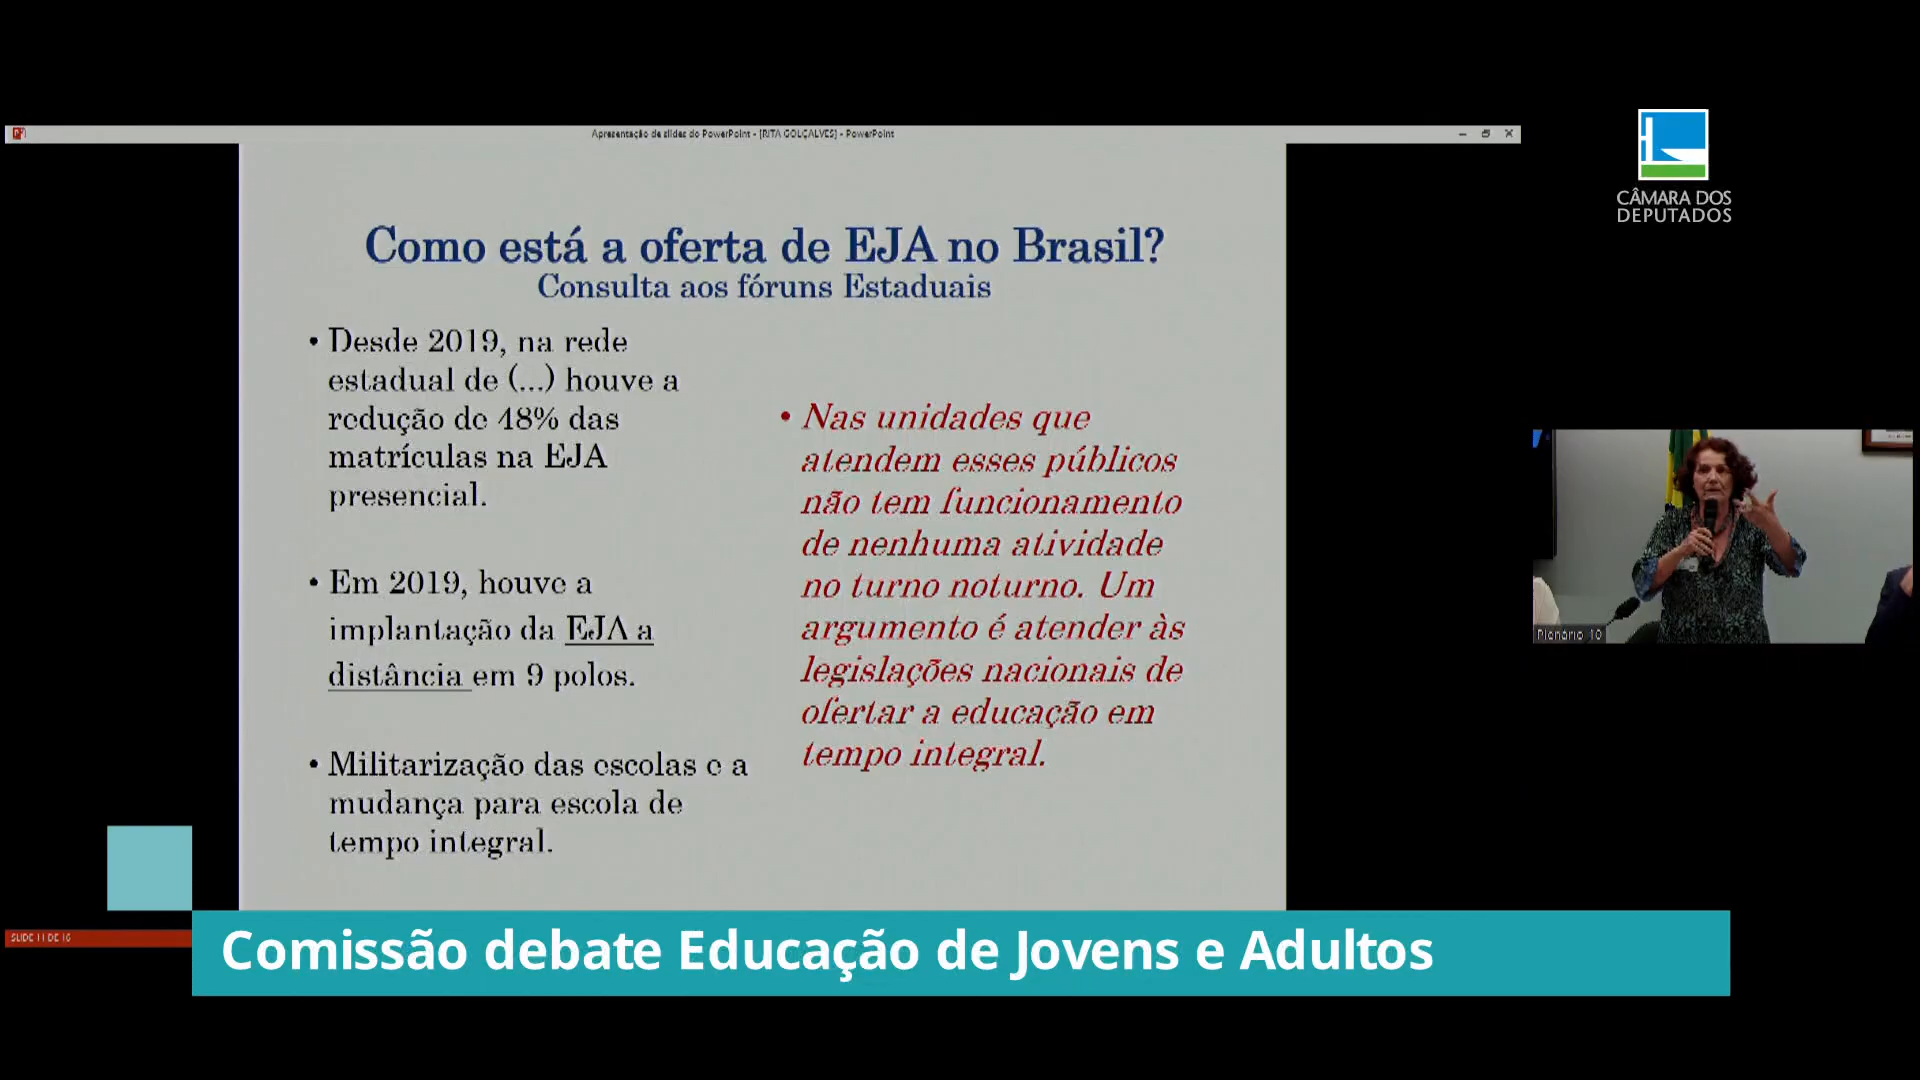 Apresentação de slides do PowerPoint - [RITA GOLÇALVES] - PowerPoint
CÂMARA DOS
DEPUTADOS
Como está a oferta de EJA no Brasil?
Consulta aos fóruns Estaduais
• Desde 2019, na rede
estadual de (...) houve a
redução de 48% das
matrículas na EJA
presencial.
• Em 2019, houve a
implantação da EJA a
distância em 9 polos.
• Militarização das escolas e a
mudança para escola de
tempo integral.
• Nas unidades que
atendem esses públicos
não tem funcionamento
de nenhuma atividade
no turno noturno. Um
argumento é atender às
legislações nacionais de
ofertar a educação em
tempo integral.
Plenário 10
SLIDE 11 DE 16
Comissão debate Educação de Jovens e Adultos